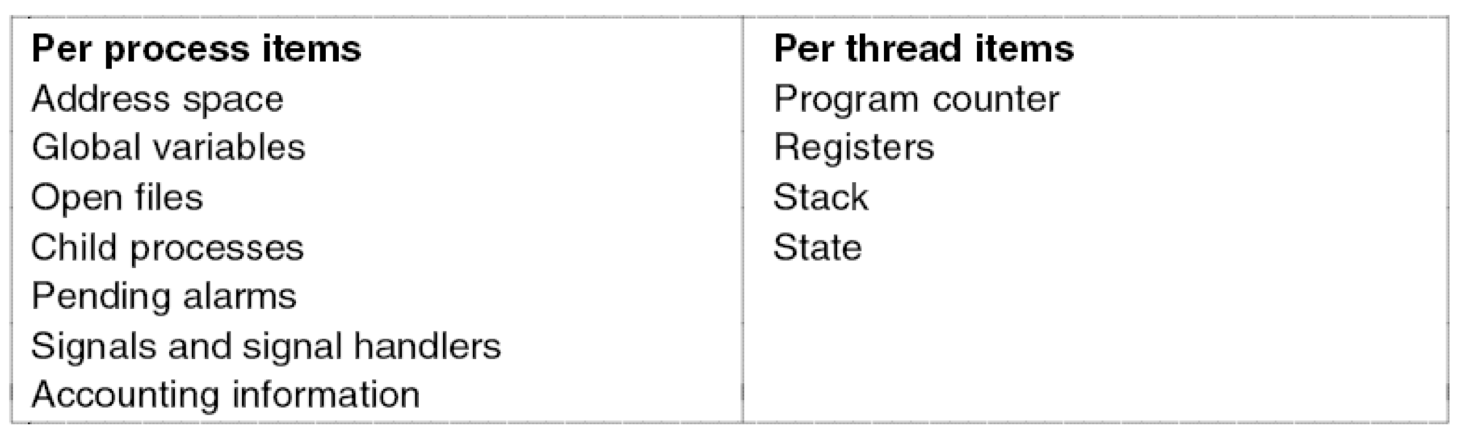 Per process items
Address space
Global variables
Open files
Child processes
Pending alarms
Signals and signal handlers
Accounting information
Per thread items
Program counter
Registers
Stack
State